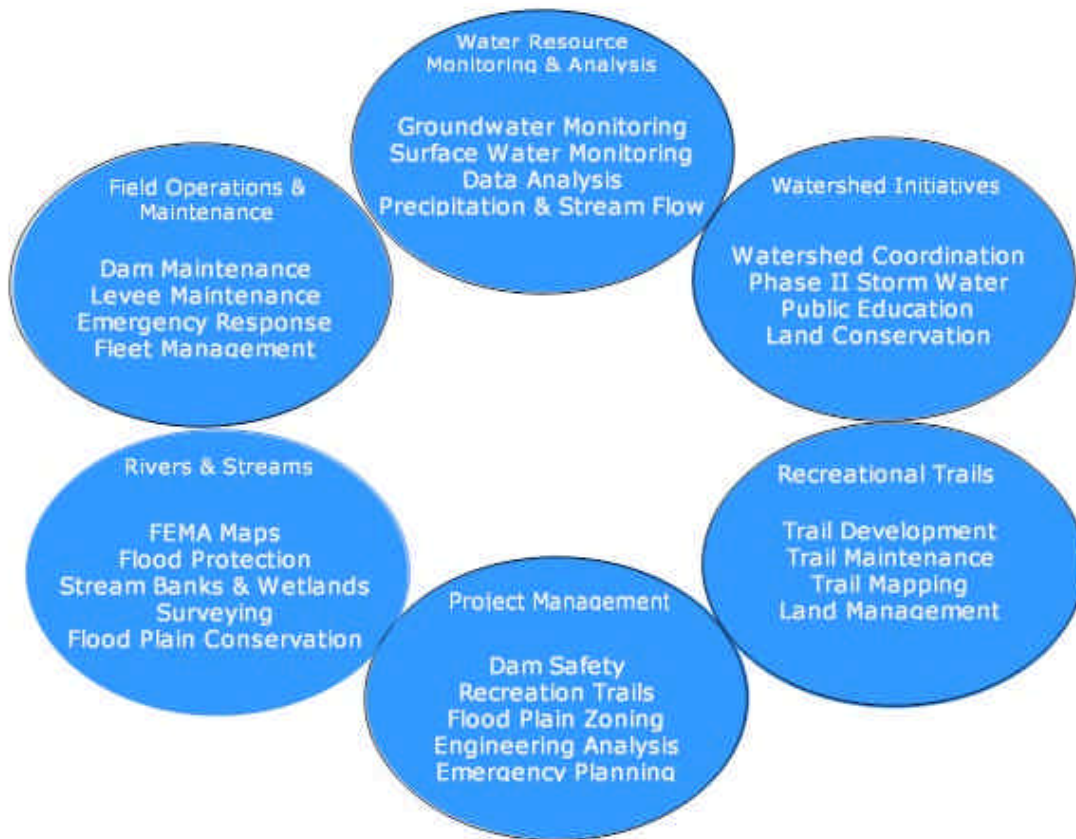 Water Resource
Monitoring & Analysis
Groundwater Monitoring
Surface Water Monitoring
Data Analysis
Precipitation & Stream Flow
Field Operations &
Maintenance
Dam Maintenance
Levee Maintenance
Emergency Response
Fleet Management
Watershed Initiatives
Watershed Coordination
Phase II Storm Water
Public Education
Land Conservation
Rivers & Streams
FEMA Maps
Flood Protection
Stream Banks & Wetlands
Surveying
Flood Plain Conservation
Recreational Trails
Trail Development
Trail Maintenance
Trail Mapping
Land Management
Project Management
Dam Safety
Recreation Trails
Flood Plain Zoning
Engineering Analysis
Emergency Planning